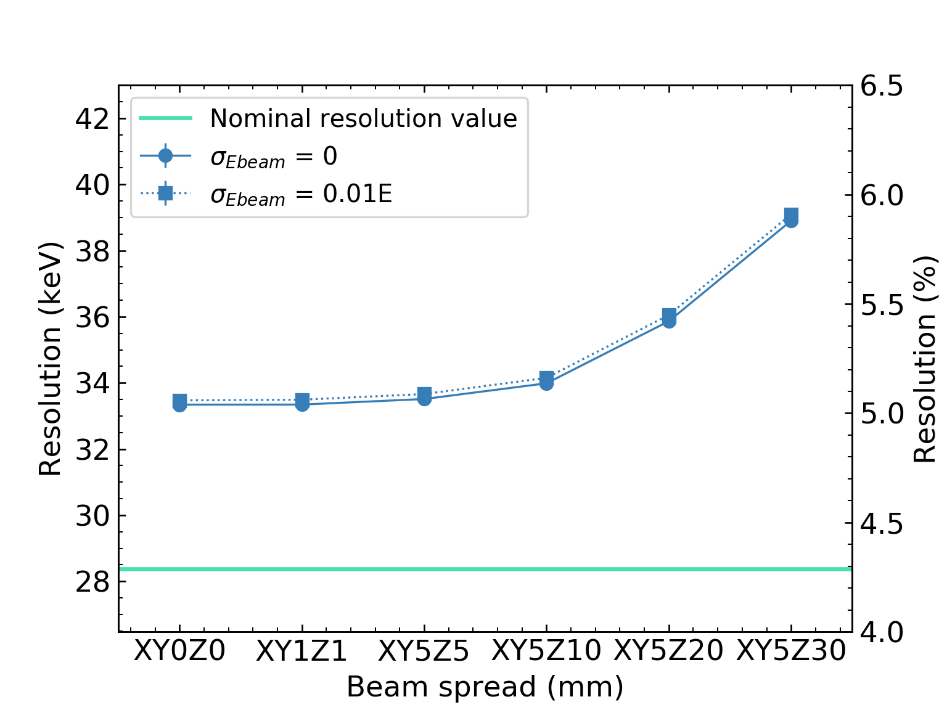 Nominal resolution value
σEbeam = 0
σEbeam = 0.01E
Resolution (keV)
42
40
38
36
34
32
30
28
Resolution (%)
6.5
6.0
5.5
5.0
4.5
4.0
XY0Z0 XY1Z1 XY5Z5 XY5Z10 XY5Z20 XY5Z30
Beam spread (mm)